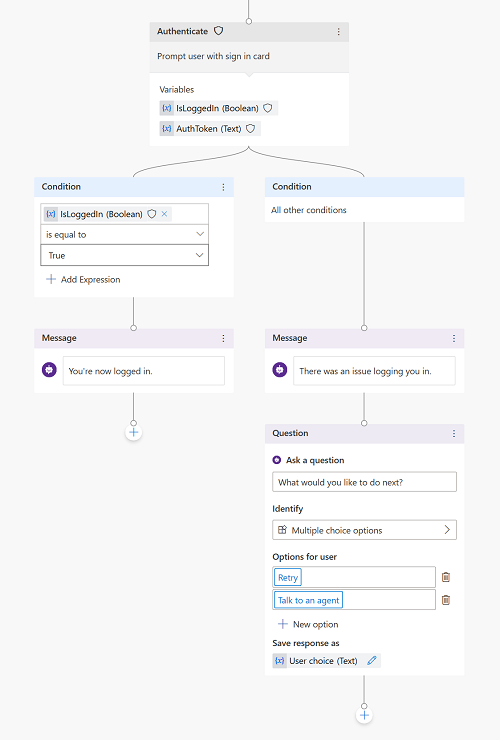 Authenticate
Prompt user with sign in card
Variables
{x} IsLoggedIn (Boolean)
{x} AuthToken (Text)
Condition
{x} IsLoggedIn (Boolean)
is equal to
True
Add Expression
Message
You're now logged in.
Condition
All other conditions
Message
There was an issue logging you in.
Question
Ask a question
What would you like to do next?
Identify
Multiple choice options
Options for user
Retry
Talk to an agent
New option
Save response as
{x} User choice (Text)